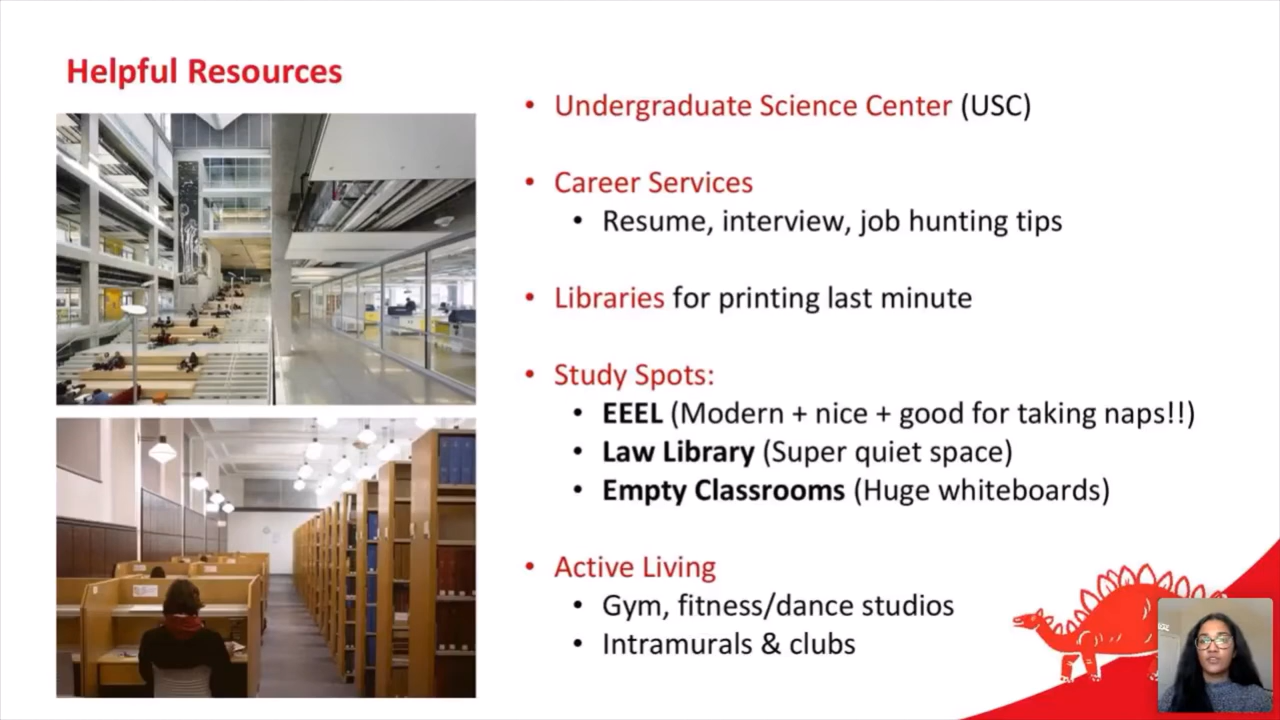 Helpful Resources
• Undergraduate Science Center (USC)
• Career Services
• Resume, interview, job hunting tips
• Libraries for printing last minute
• Study Spots:
• EEEL (Modern + nice + good for taking naps!!)
• Law Library (Super quiet space)
• Empty Classrooms (Huge whiteboards)
• Active Living
• Gym, fitness/dance studios
• Intramurals & clubs